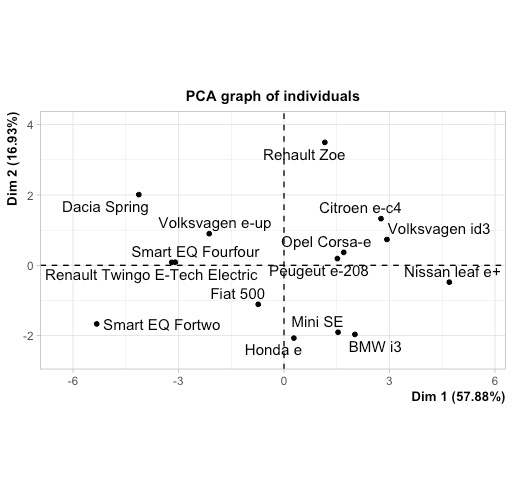 PCA graph of individuals
Dim 2 (16.93%)
4
2
0
-2
Renault Zoe
Dacia Spring
Citroen e-c4
Volksvagen e-up
Volksvagen id3
Opel Corsa-e
Smart EQ Fourfour
Peugeut e-208
Nissan leaf e+
Renault Twingo E-Tech Electric
Fiat 500
Smart EQ Fortwo
Mini SE
Honda e
BMW i3
-6
-3
0
3
6
Dim 1 (57.88%)